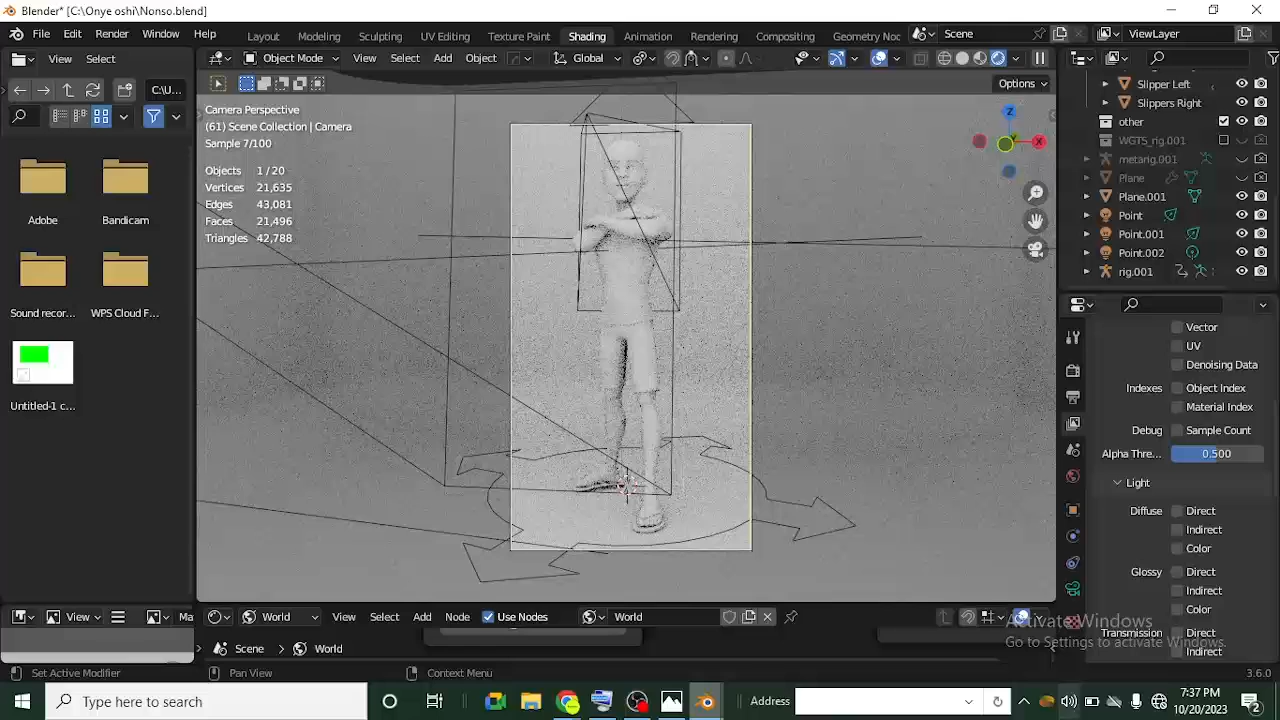 Blender* [C:\Onye oshi\Nonso.blend]
File Edit Render Window Help
Layout Modeling Sculpting UV Editing Texture Paint Shading Animation Rendering Compositing Geometry Noc
Scene
ViewLayer
View Select
Object Mode View Select Add Object Global
C:\U...
Options
Camera Perspective
(61) Scene Collection | Camera
Sample 7/100
Objects 1 / 20
Vertices 21,635
Edges 43,081
Faces 21,496
Triangles 42,788
X
Z
Adobe
Bandicam
Sound recor...
WPS Cloud F...
Untitled-1 c...
Slipper Left
Slippers Right
other
WGTS_rig.001
metarig.001
Plane
Plane.001
Point
Point.001
Point.002
rig.001
Vector
UV
Denoising Data
Indexes Object Index
Material Index
Debug Sample Count
Alpha Thre... 0.500
Light
Diffuse Direct
Indirect
Color
Glossy Direct
Indirect
Color
Transmission Direct
Indirect
Activate Windows
Go to Settings to activate Windows.
View Ma
World View Select Add Node Use Nodes World
Scene > World
Set Active Modifier Pan View Context Menu 3.6.0
Type here to search
Address
7:37 PM
10/20/2023
2